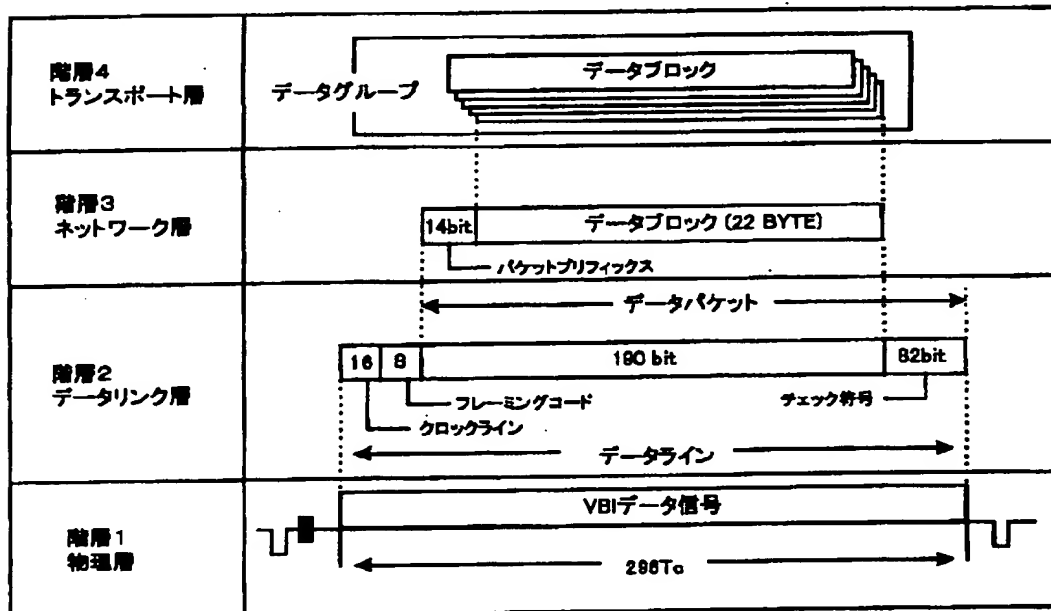 階層4
トランスポート層
データグループ
データブロック
階層3
ネットワーク層
14bit
データブロック (22 BYTE)
パケットプリフィックス
データパケット
階層2
データリンク層
16
8
190 bit
82bit
フレーミングコード
チェック符号
クロックライン
データライン
階層1
物理層
VBIデータ信号
296Tc